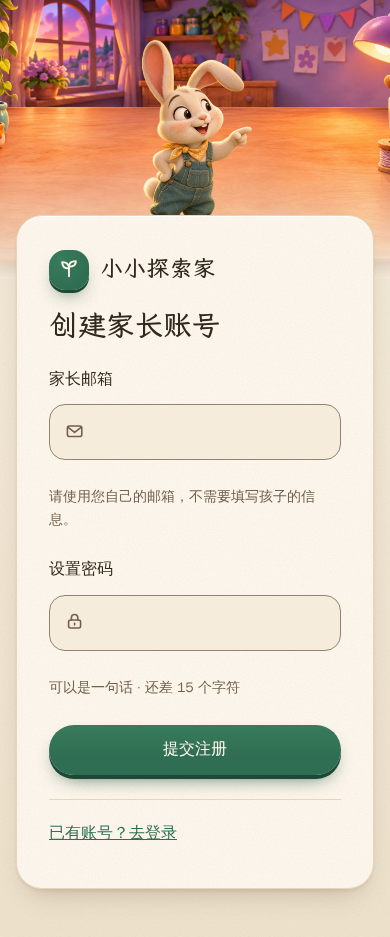 小小探索家
创建家长账号
家长邮箱
请使用您自己的邮箱，不需要填写孩子的信
息。
设置密码
可以是一句话 · 还差 15 个字符
提交注册
已有账号？去登录